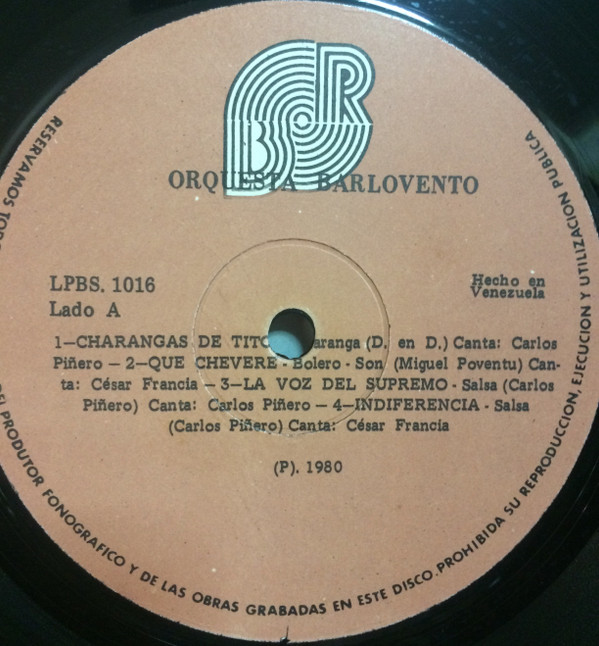 BS R
ORQUESTA BARLOVENTO
LPBS. 1016
Lado A
Hecho en
Venezuela
1—CHARANGAS DE TITO (D. en D.) Canta: Carlos
Piñero — 2—QUE CHEVERE - Bolero - Son (Miguel Poventu) Can-
ta: César Francia — 3—LA VOZ DEL SUPREMO - Salsa (Carlos
Piñero) Canta: Carlos Piñero — 4—INDIFERENCIA - Salsa
(Carlos Piñero) Canta: César Francia
(P). 1980
RESERVAMOS
DEL PRODUTOR FONOGRAFICO Y DE LAS OBRAS GRABADAS EN ESTE DISCO. PROHIBIDA SU REPRODUCCION, EJECUCION Y UTILIZACION PUBLICA